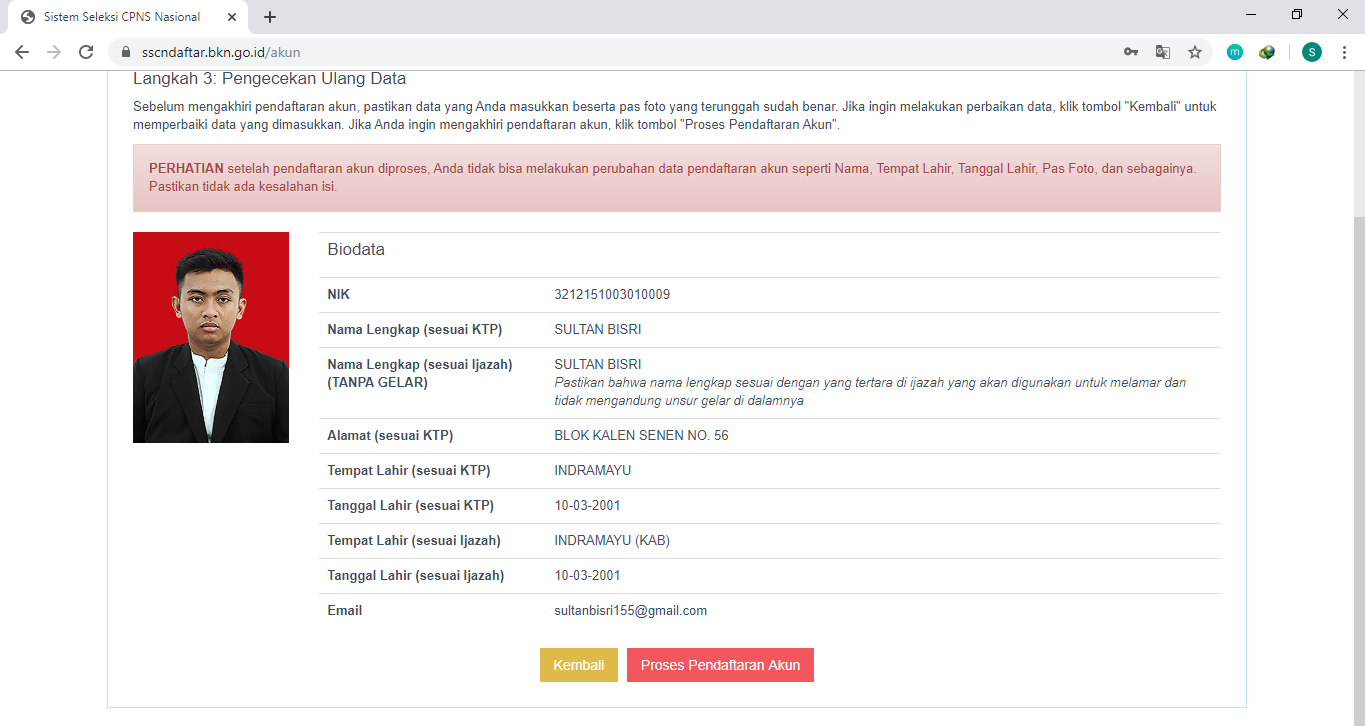 Sistem Seleksi CPNS Nasional
sscndaftar.bkn.go.id/akun
m
S
Langkah 3: Pengecekan Ulang Data
Sebelum mengakhiri pendaftaran akun, pastikan data yang Anda masukkan beserta pas foto yang terunggah sudah benar. Jika ingin melakukan perbaikan data, klik tombol "Kembali" untuk
memperbaiki data yang dimasukkan. Jika Anda ingin mengakhiri pendaftaran akun, klik tombol "Proses Pendaftaran Akun".
PERHATIAN setelah pendaftaran akun diproses, Anda tidak bisa melakukan perubahan data pendaftaran akun seperti Nama, Tempat Lahir, Tanggal Lahir, Pas Foto, dan sebagainya.
Pastikan tidak ada kesalahan isi.
Biodata
NIK 3212151003010009
Nama Lengkap (sesuai KTP) SULTAN BISRI
Nama Lengkap (sesuai Ijazah) SULTAN BISRI
(TANPA GELAR) Pastikan bahwa nama lengkap sesuai dengan yang tertara di ijazah yang akan digunakan untuk melamar dan
tidak mengandung unsur gelar di dalamnya
Alamat (sesuai KTP) BLOK KALEN SENEN NO. 56
Tempat Lahir (sesuai KTP) INDRAMAYU
Tanggal Lahir (sesuai KTP) 10-03-2001
Tempat Lahir (sesuai Ijazah) INDRAMAYU (KAB)
Tanggal Lahir (sesuai Ijazah) 10-03-2001
Email sultanbisri155@gmail.com
Kembali Proses Pendaftaran Akun